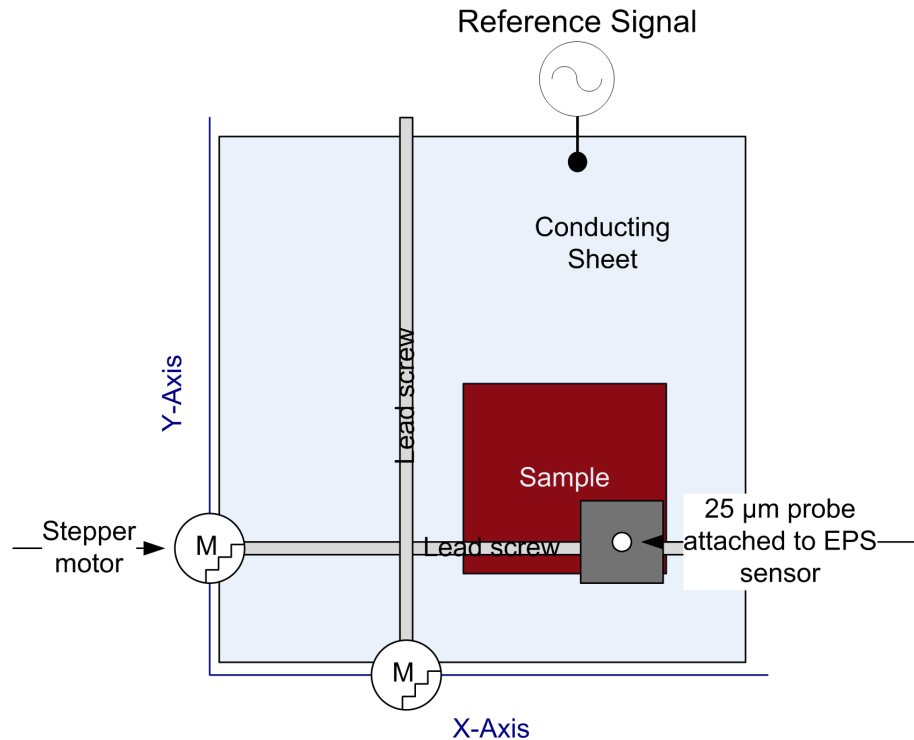 Reference Signal
Conducting
Sheet
Lead screw
Y-Axis
Sample
25 µm probe
attached to EPS
sensor
Stepper
motor
M
Lead screw
M
X-Axis